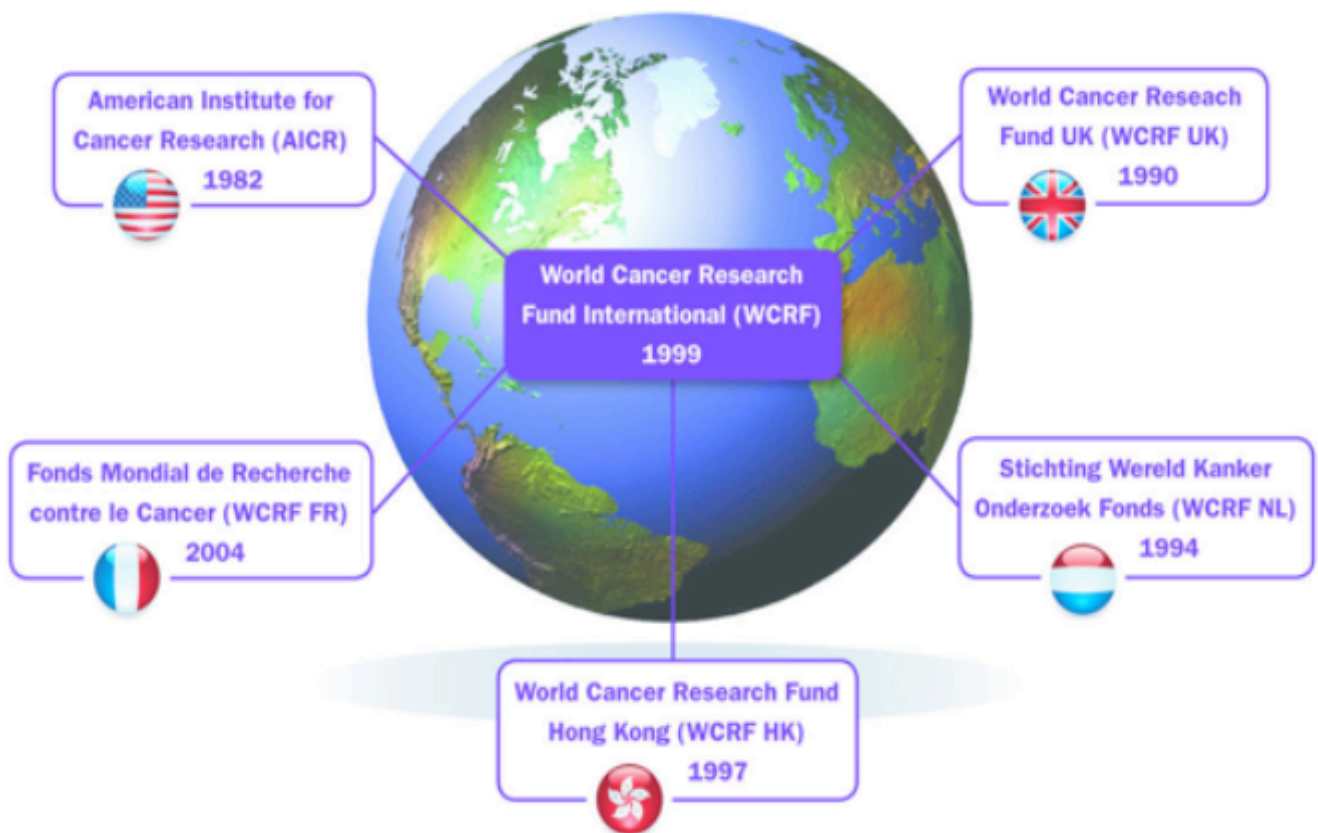 American Institute for
Cancer Research (AICR)
1982
World Cancer Reseach
Fund UK (WCRF UK)
1990
World Cancer Research
Fund International (WCRF)
1999
Fonds Mondial de Recherche
contre le Cancer (WCRF FR)
2004
Stichting Wereld Kanker
Onderzoek Fonds (WCRF NL)
1994
World Cancer Research Fund
Hong Kong (WCRF HK)
1997